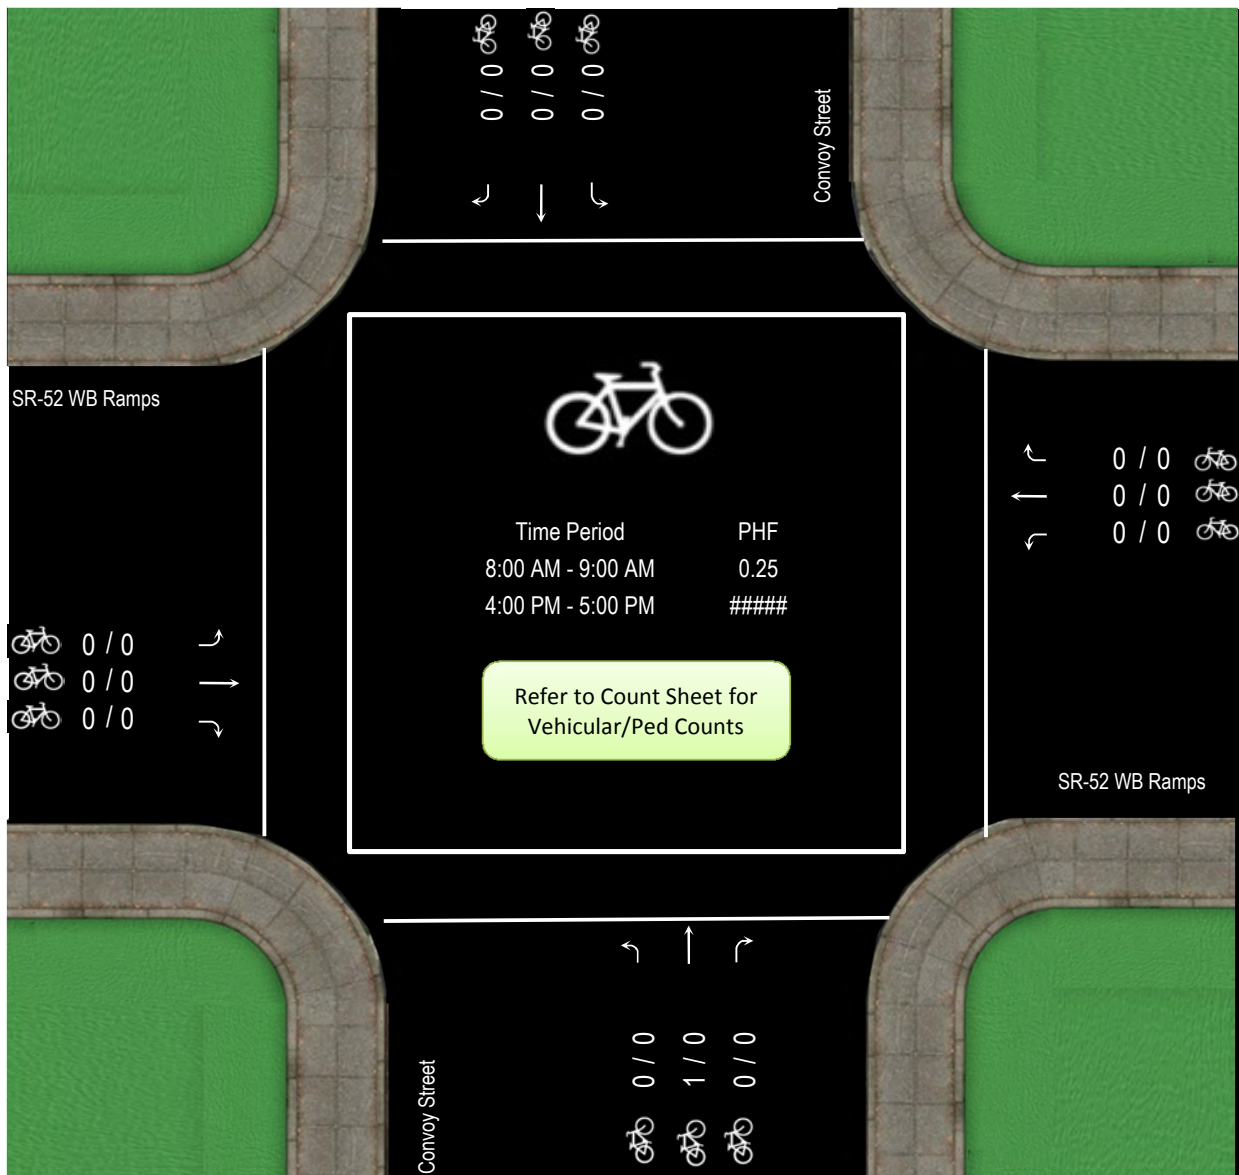 0 / 0
0 / 0
0 / 0
Convoy Street
SR-52 WB Ramps
0 / 0
0 / 0
0 / 0
Time Period PHF
8:00 AM - 9:00 AM 0.25
4:00 PM - 5:00 PM #####
0 / 0
0 / 0
0 / 0
Refer to Count Sheet for
Vehicular/Ped Counts
SR-52 WB Ramps
0 / 0
1 / 0
0 / 0
Convoy Street